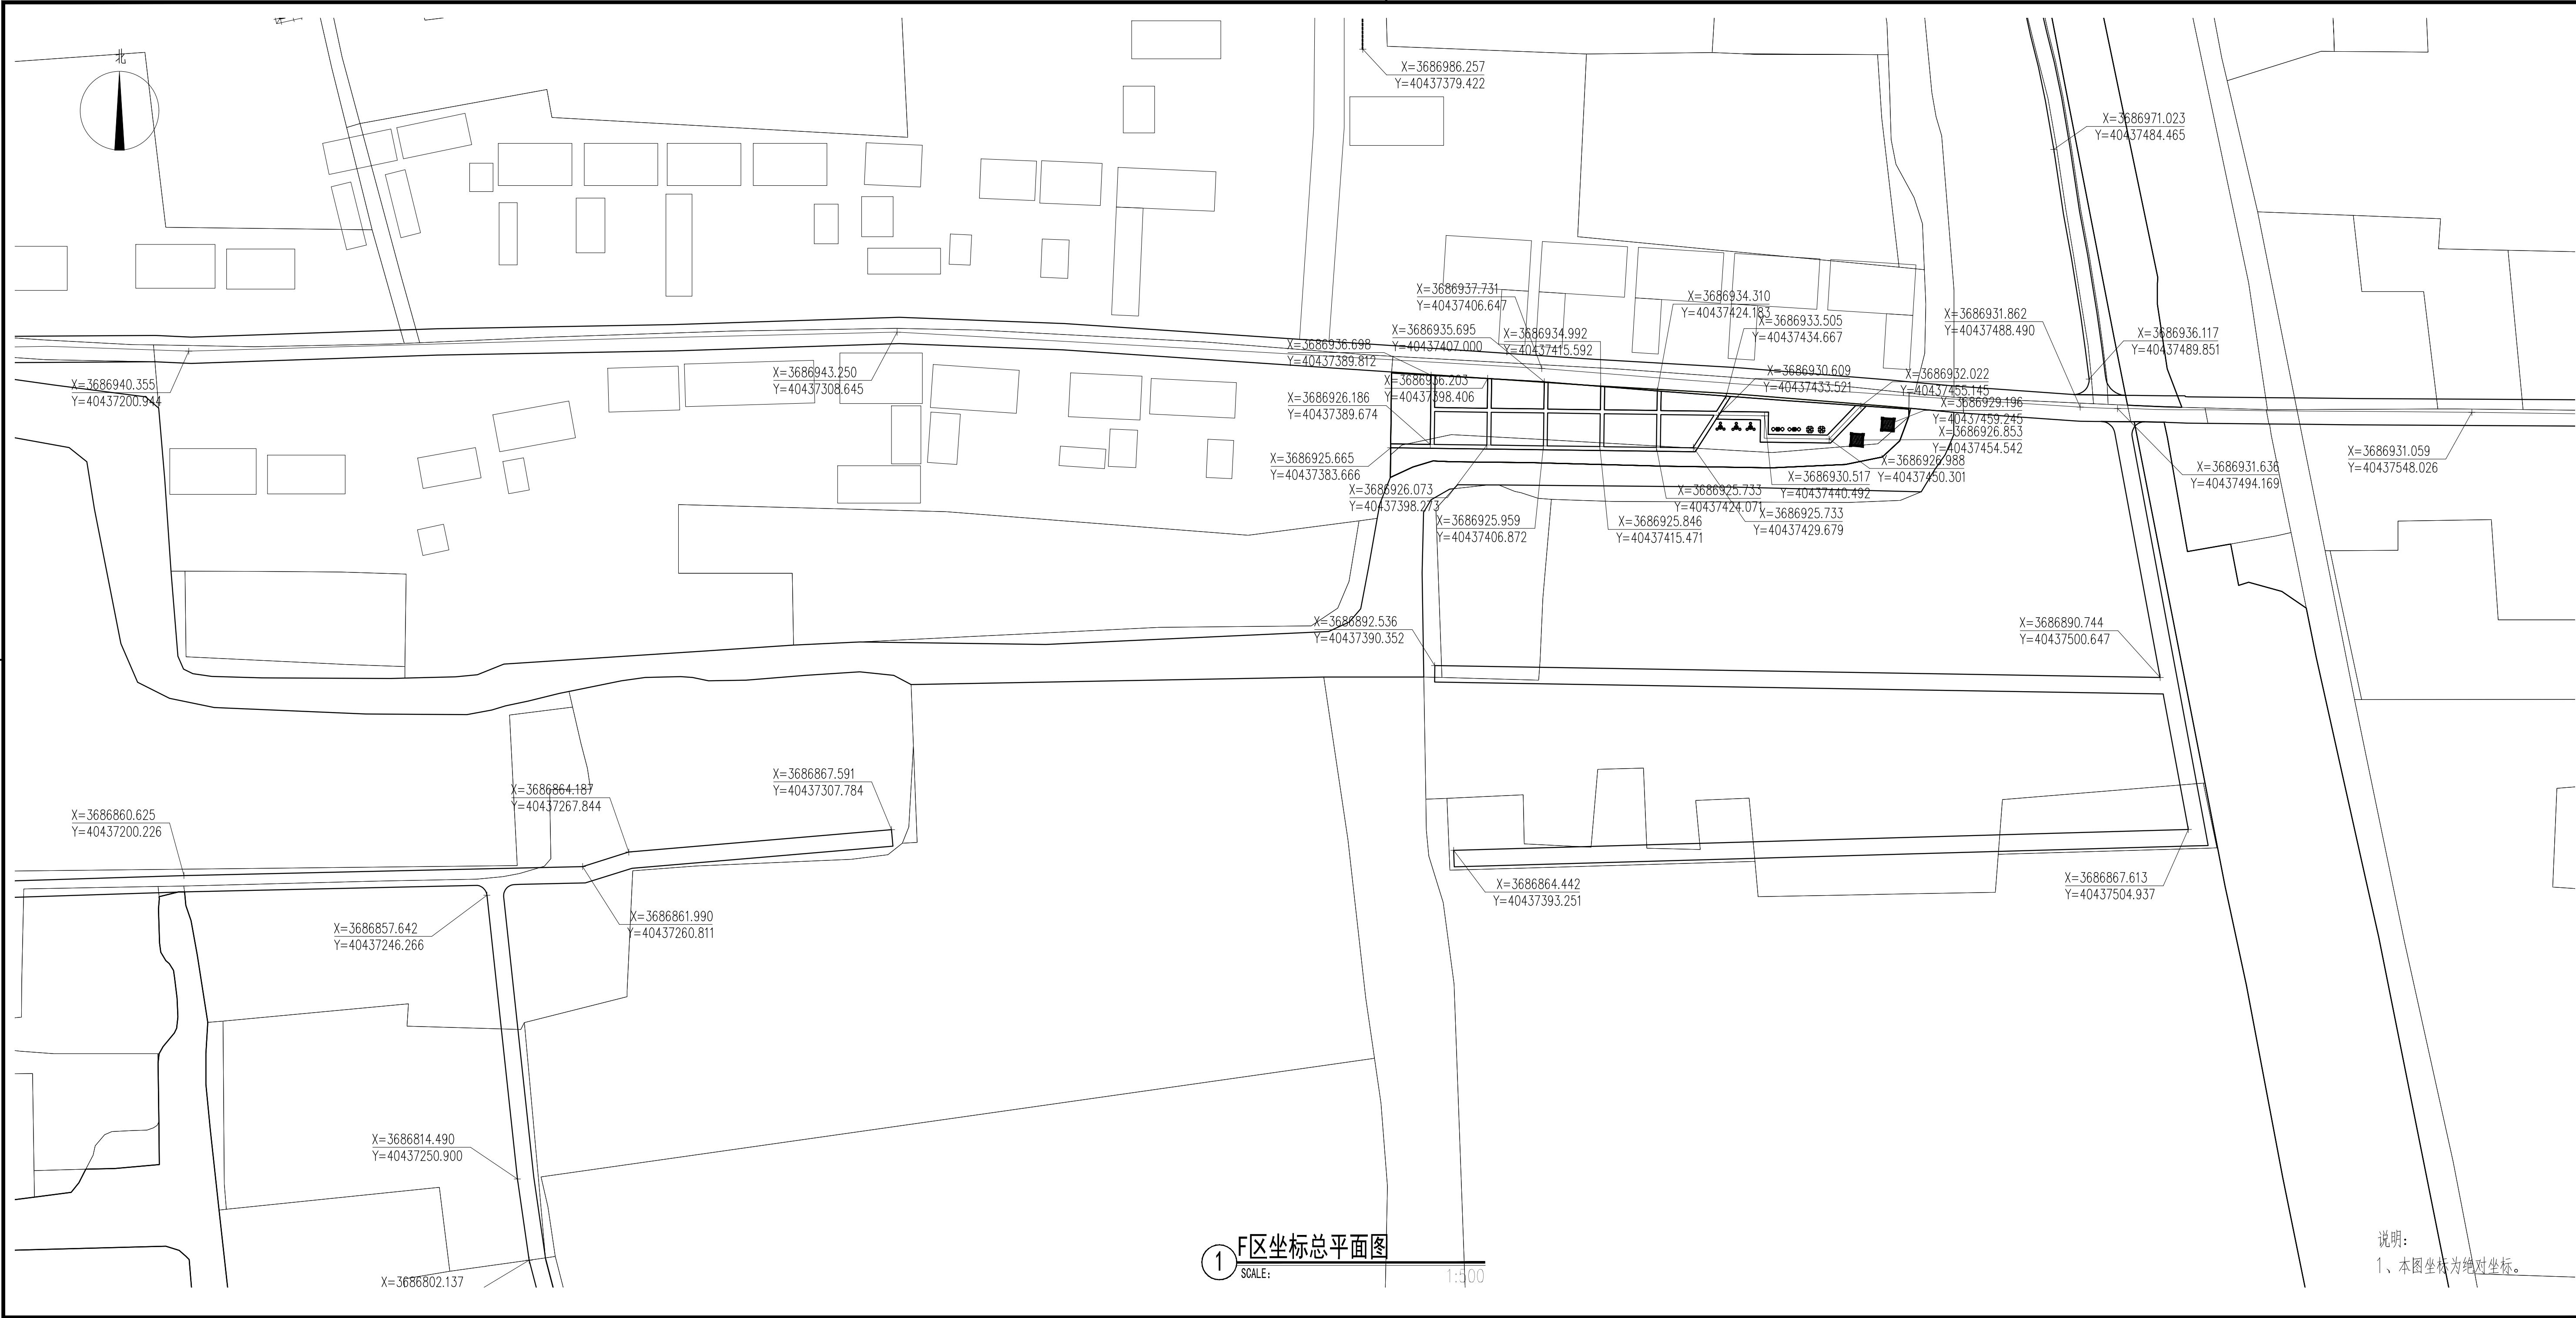 北
X=3686986.257
Y=40437379.422
X=3686971.023
Y=40437484.465
X=3686937.731
Y=40437406.647
X=3686934.310
Y=40437424.183
X=3686933.505
Y=40437434.667
X=3686931.862
Y=40437488.490
X=3686936.117
Y=40437489.851
X=3686935.695
Y=40437407.000
X=3686934.992
Y=40437415.592
X=3686936.698
Y=40437389.812
X=3686940.355
Y=40437200.944
X=3686943.250
Y=40437308.645
X=3686936.203
Y=40437398.406
X=3686930.609
Y=40437433.521
X=3686932.022
Y=40437455.145
X=3686926.186
Y=40437389.674
X=3686929.196
Y=40437459.245
X=3686926.853
Y=40437454.542
X=3686925.665
Y=40437383.666
X=3686926.988
Y=40437450.301
X=3686931.059
Y=40437548.026
X=3686931.636
Y=40437494.169
X=3686930.517
Y=40437440.492
X=3686926.073
Y=40437398.273
X=3686925.733
Y=40437424.071
X=3686925.733
Y=40437429.679
X=3686925.959
Y=40437406.872
X=3686925.846
Y=40437415.471
X=3686892.536
Y=40437390.352
X=3686890.744
Y=40437500.647
X=3686867.591
Y=40437307.784
X=3686864.187
Y=40437267.844
X=3686860.625
Y=40437200.226
X=3686864.442
Y=40437393.251
X=3686867.613
Y=40437504.937
X=3686861.990
Y=40437260.811
X=3686857.642
Y=40437246.266
X=3686814.490
Y=40437250.900
X=3686802.137
1 F区坐标总平面图
SCALE: 1:500
说明：
1、本图坐标为绝对坐标。